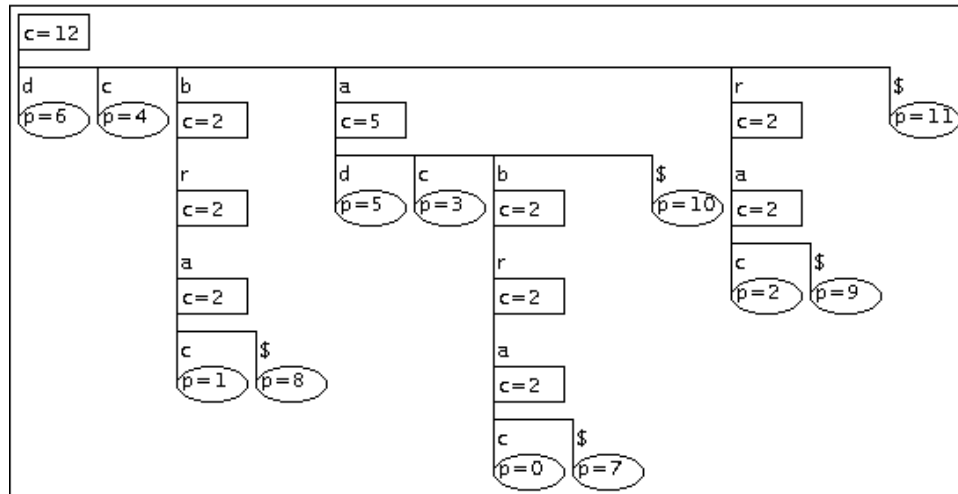 c=12
d c b a r $
p=6 p=4 c=2 c=5 c=2 p=11
r d c b $ a
c=2 p=5 p=3 c=2 p=10 c=2
a r c $
c=2 c=2 p=2 p=9
c $ a
p=1 p=8 c=2
c $
p=0 p=7